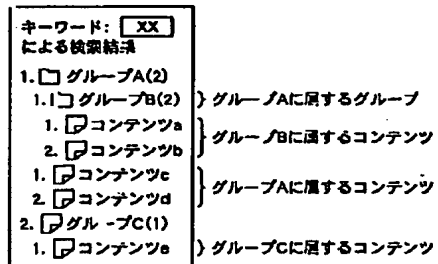 キーワード: XX
による検索結果
1. グループA(2)
1. グループB(2) } グループAに属するグループ
1. コンテンツa
2. コンテンツb
} グループBに属するコンテンツ
1. コンテンツc
2. コンテンツd
} グループAに属するコンテンツ
2. グループC(1)
1. コンテンツe } グループCに属するコンテンツ